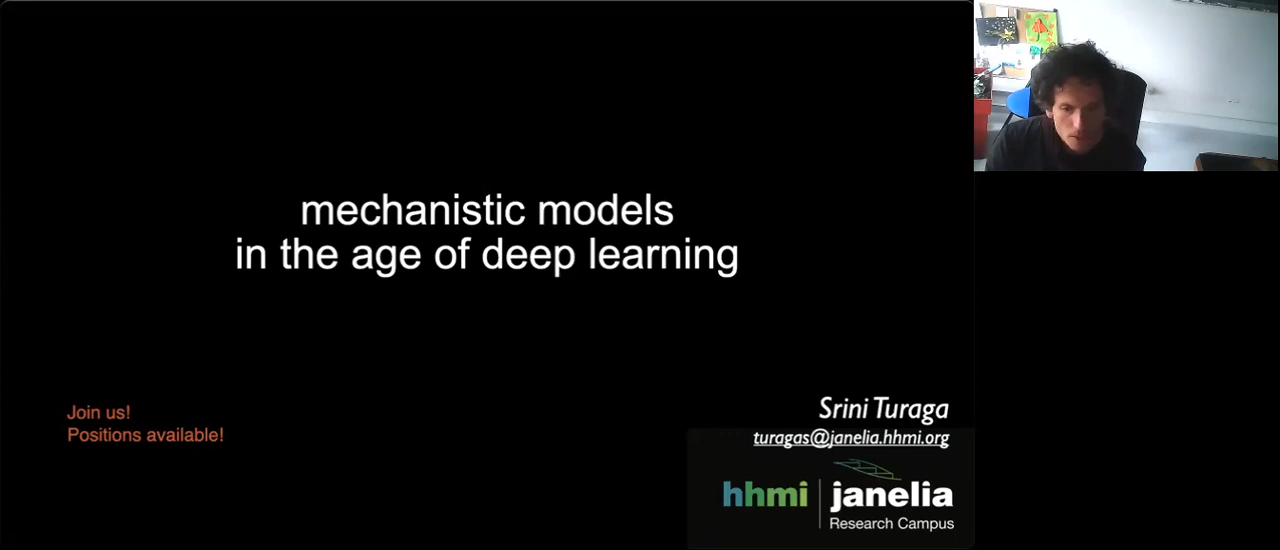 mechanistic models
in the age of deep learning
Join us!
Positions available!
Srini Turaga
turagas@janelia.hhmi.org
hhmi | janelia
Research Campus